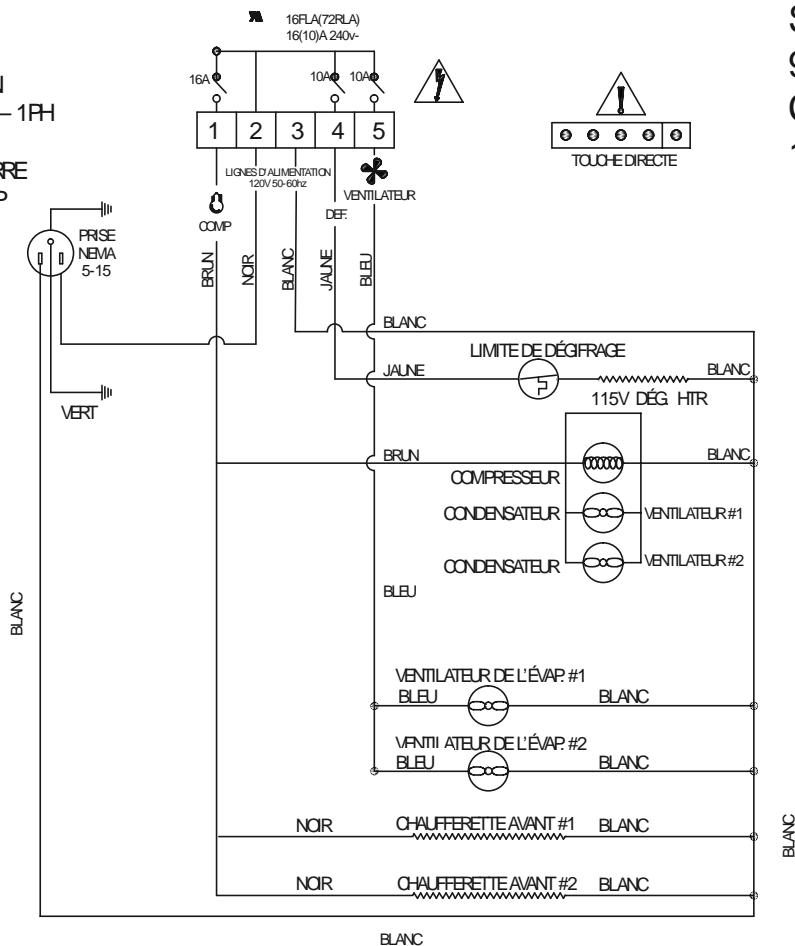 16FLA(72RLA)
16(10)A 240v~
– 1PH
16A
10A
10A
1
2
3
4
5
LIGNES D'ALIMENTATION
120V 50-60hz
COMP
DEF.
VENTILATEUR
TOUCHE DIRECTE
PRISE
NEMA
5-15
VERT
BRUN
NOIR
BLANC
JAUNE
BLEU
BLANC
LIMITE DE DÉGIFRAGE
JAUNE
BLANC
115V DÉG. HTR
BRUN
BLANC
COMPRESSEUR
CONDENSATEUR
VENTILATEUR #1
CONDENSATEUR
VENTILATEUR #2
BLEU
BLANC
VENTILATEUR DE L'ÉVAP. #1
BLEU
BLANC
VENTILATEUR DE L'ÉVAP. #2
BLEU
BLANC
NOIR
CHAUFFERETTE AVANT #1
BLANC
BLANC
NOIR
CHAUFFERETTE AVANT #2
BLANC
BLANC